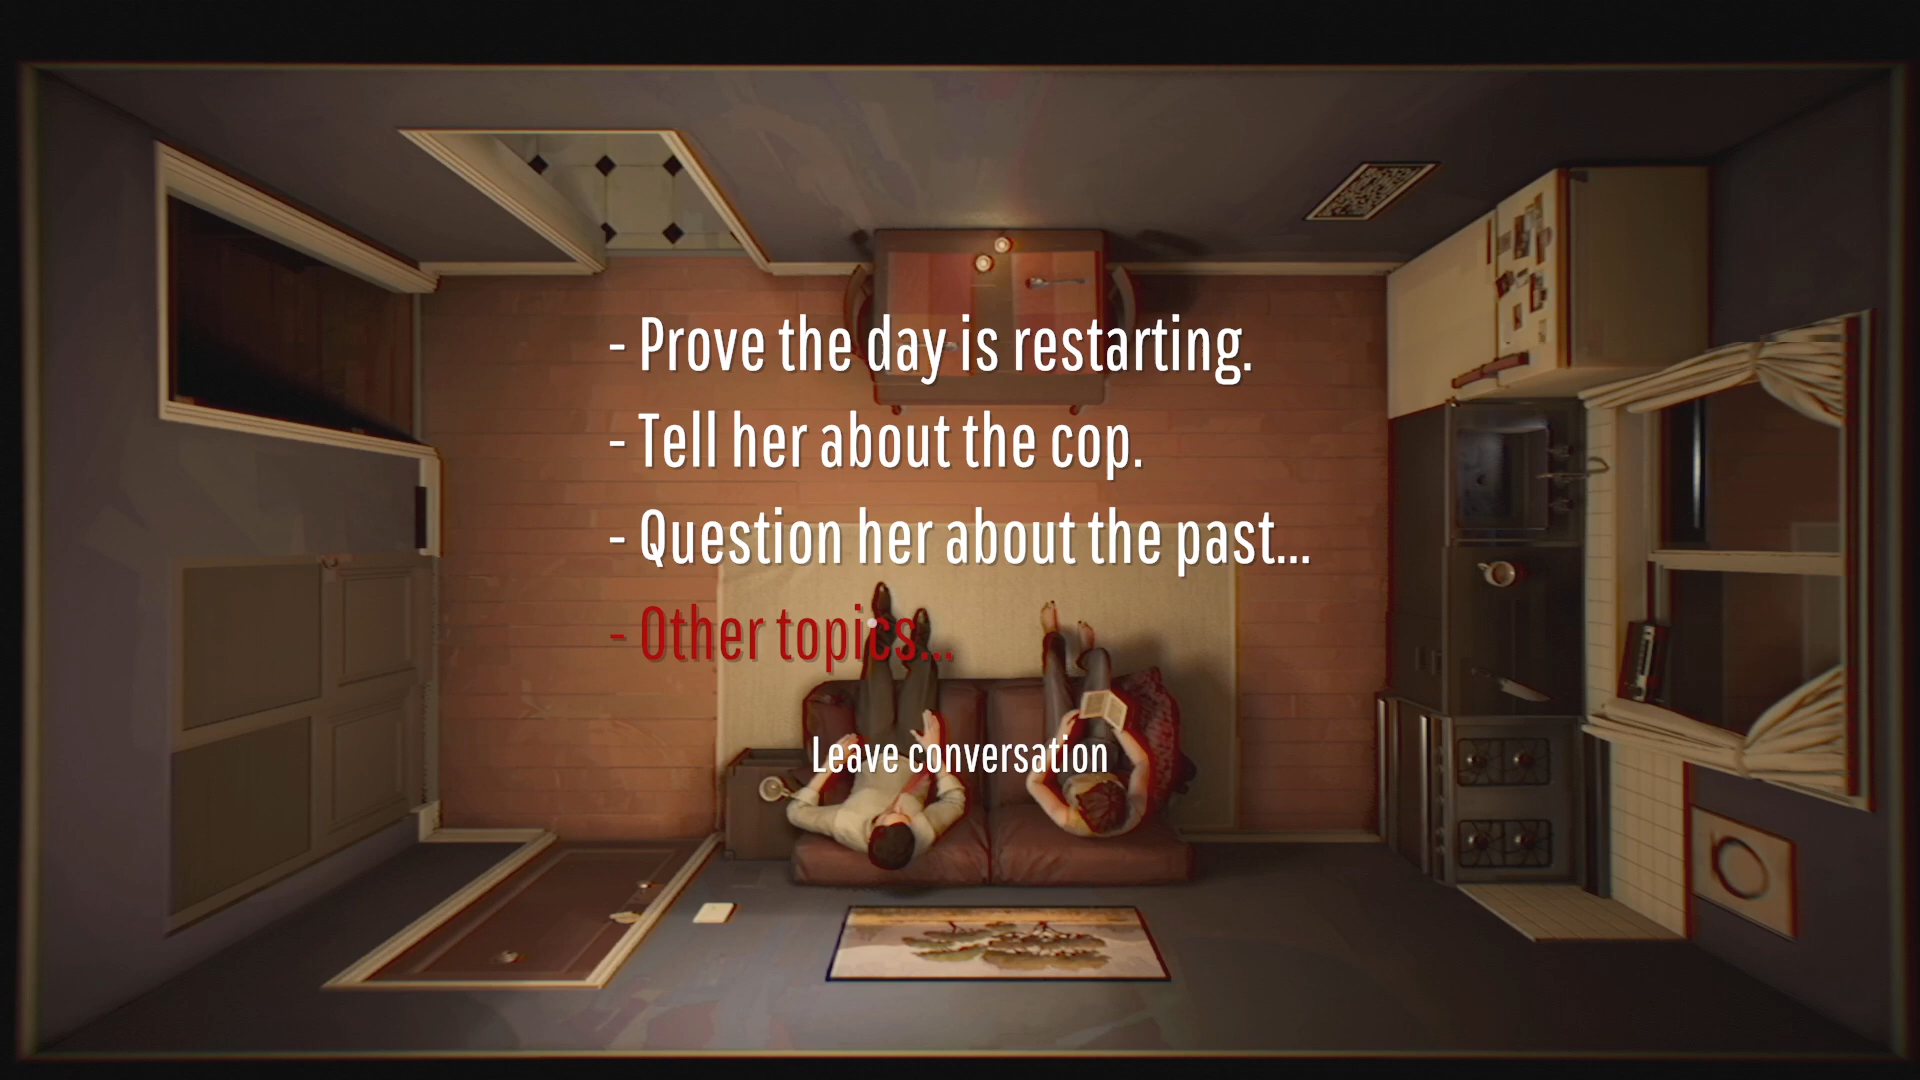 - Prove the day is restarting.
- Tell her about the cop.
- Question her about the past...
- Other topics...
Leave conversation